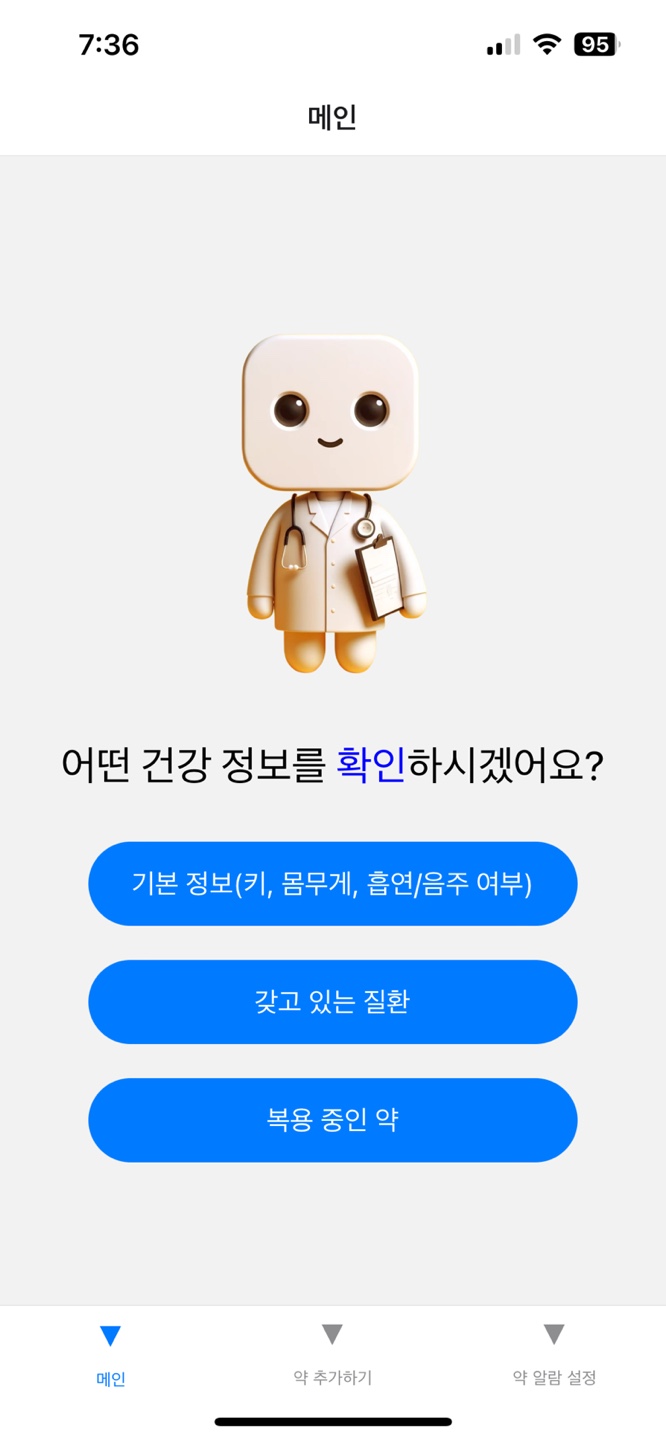 7:36
95
메인
어떤 건강 정보를 확인하시겠어요?
기본 정보(키, 몸무게, 흡연/음주 여부)
갖고 있는 질환
복용 중인 약
메인
약 추가하기
약 알람 설정